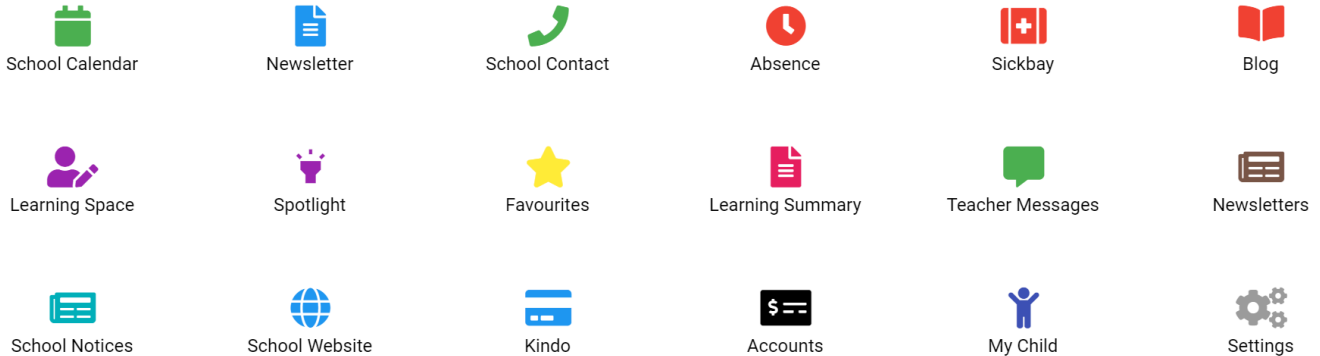 School Calendar
Newsletter
School Contact
Absence
Sickbay
Blog
Learning Space
Spotlight
Favourites
Learning Summary
Teacher Messages
Newsletters
School Notices
School Website
Kindo
$
Accounts
My Child
Settings